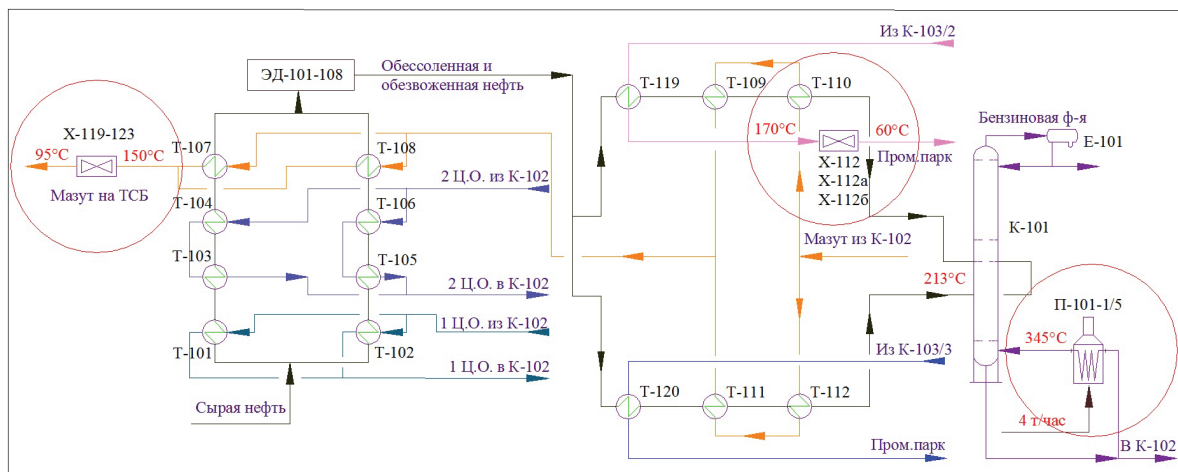 Из К-103/2
ЭД-101-108
Обессоленная и
обезвоженная нефть
Т-119
Т-109
Т-110
Бензиновая ф-я
Е-101
Х-119-123
95°C
150°C
Мазут на ТСБ
Т-107
Т-108
170°C
60°C
Пром.парк
Х-112
Х-112а
Х-112б
2 Ц.О. из К-102
Т-104
Т-106
К-101
Мазут из К-102
Т-103
Т-105
213°C
2 Ц.О. в К-102
П-101-1/5
345°C
1 Ц.О. из К-102
Т-101
Т-102
1 Ц.О. в К-102
Из К-103/3
Т-120
Т-111
Т-112
Сырая нефть
4 т/час
Пром.парк
В К-102